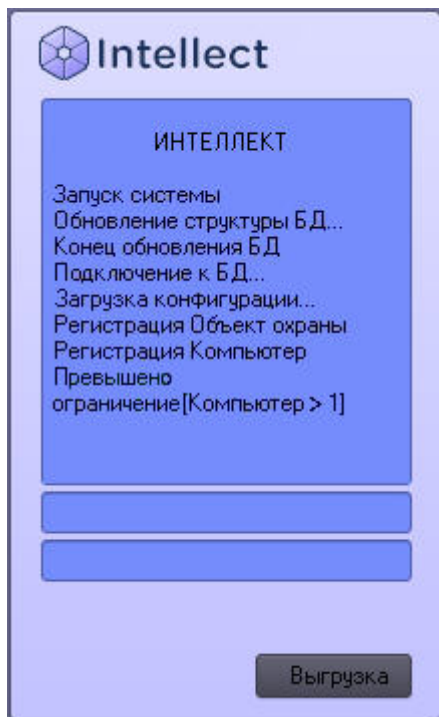 Intellect
ИНТЕЛЛЕКТ
Запуск системы
Обновление структуры БД...
Конец обновления БД
Подключение к БД...
Загрузка конфигурации...
Регистрация Объект охраны
Регистрация Компьютер
Превышено
ограничение[Компьютер > 1]
Выгрузка